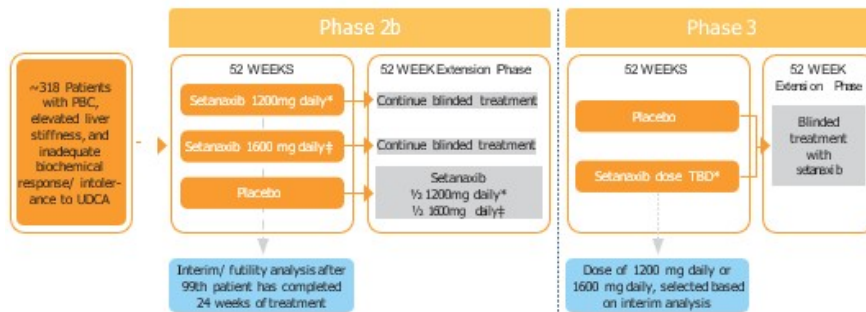 Phase 2b
Phase 3
~318 Patients
with PBC,
elevated liver
stiffness, and
inadequate
biochemical
response/ intoler-
ance to UDCA
52 WEEKS
Setanaxib 1200mg daily*
Setanaxib 1600 mg daily‡
Placebo
52 WEEK Extension Phase
Continue blinded treatment
Continue blinded treatment
Setanaxib
½ 1200mg daily*
½ 1600mg daily‡
Interim/ futility analysis after
99th patient has completed
24 weeks of treatment
52 WEEKS
Placebo
Setanaxib dose TBD*
52 WEEK
Extension Phase
Blinded
treatment
with
setanaxib
Dose of 1200 mg daily or
1600 mg daily, selected based
on interim analysis